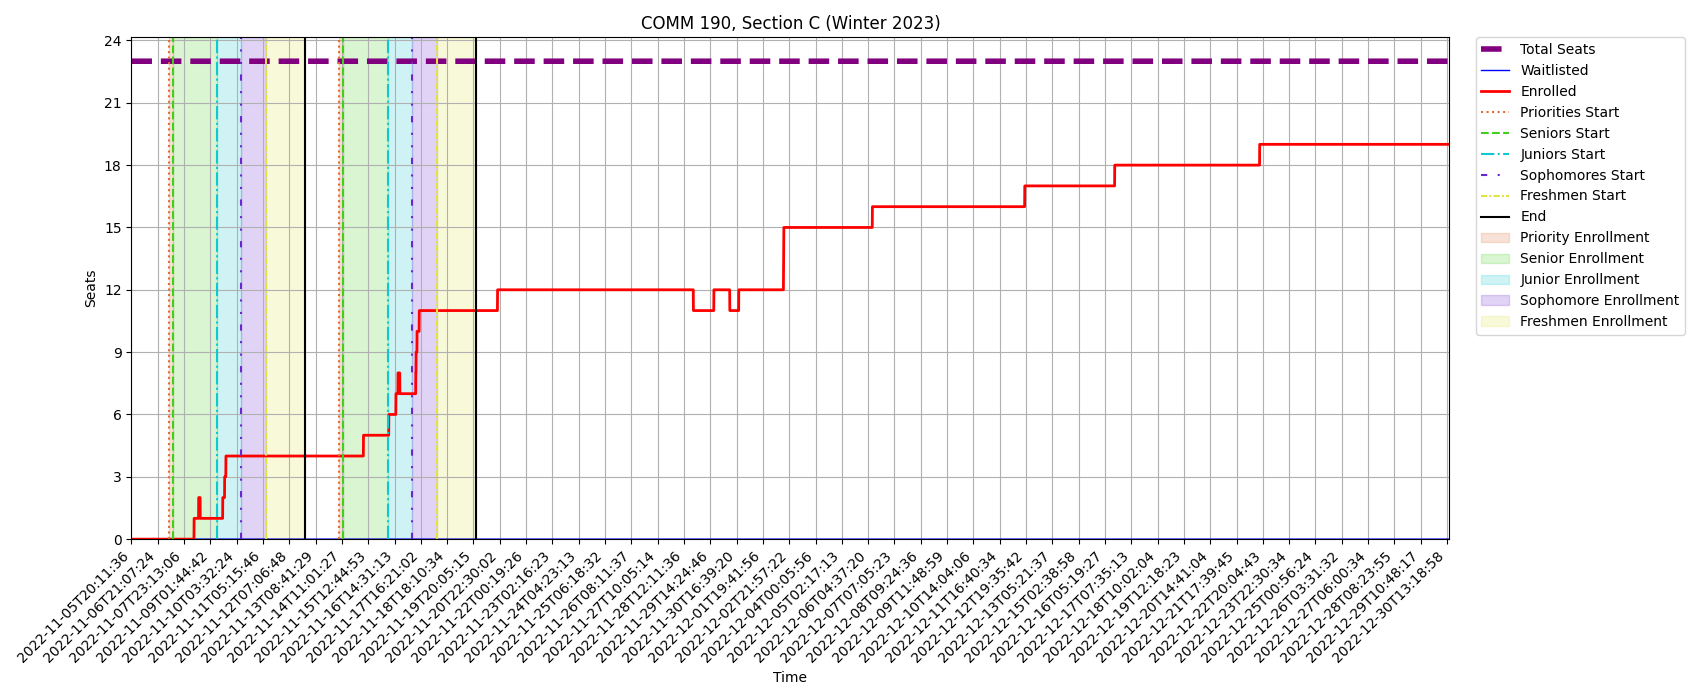 COMM 190, Section C (Winter 2023)
24
21
18
15
12
9
6
3
0
Seats
2022-11-05T20:11:36
2022-11-06T21:07:24
2022-11-07T23:13:06
2022-11-09T01:44:42
2022-11-10T03:32:24
2022-11-11T05:15:46
2022-11-12T07:06:48
2022-11-13T08:41:29
2022-11-14T11:01:27
2022-11-15T12:44:53
2022-11-16T14:31:13
2022-11-17T16:21:02
2022-11-18T18:10:34
2022-11-19T20:05:15
2022-11-20T22:30:02
2022-11-22T00:19:26
2022-11-23T02:16:23
2022-11-24T04:23:13
2022-11-25T06:18:32
2022-11-26T08:11:37
2022-11-27T10:05:14
2022-11-28T12:11:36
2022-11-29T14:24:46
2022-11-30T16:39:20
2022-12-01T19:41:56
2022-12-02T21:57:22
2022-12-04T00:05:56
2022-12-05T02:17:13
2022-12-06T04:37:20
2022-12-07T07:05:23
2022-12-08T09:24:36
2022-12-09T11:48:59
2022-12-10T14:04:06
2022-12-11T16:40:34
2022-12-12T19:35:42
2022-12-13T05:21:37
2022-12-15T02:38:58
2022-12-16T05:19:27
2022-12-17T07:35:13
2022-12-18T10:02:04
2022-12-19T12:18:23
2022-12-20T14:41:04
2022-12-21T17:39:45
2022-12-22T20:04:43
2022-12-23T22:30:34
2022-12-25T00:56:24
2022-12-26T03:31:32
2022-12-27T06:00:34
2022-12-28T08:23:55
2022-12-29T10:48:17
2022-12-30T13:18:58
Time
Total Seats
Waitlisted
Enrolled
Priorities Start
Seniors Start
Juniors Start
Sophomores Start
Freshmen Start
End
Priority Enrollment
Senior Enrollment
Junior Enrollment
Sophomore Enrollment
Freshmen Enrollment